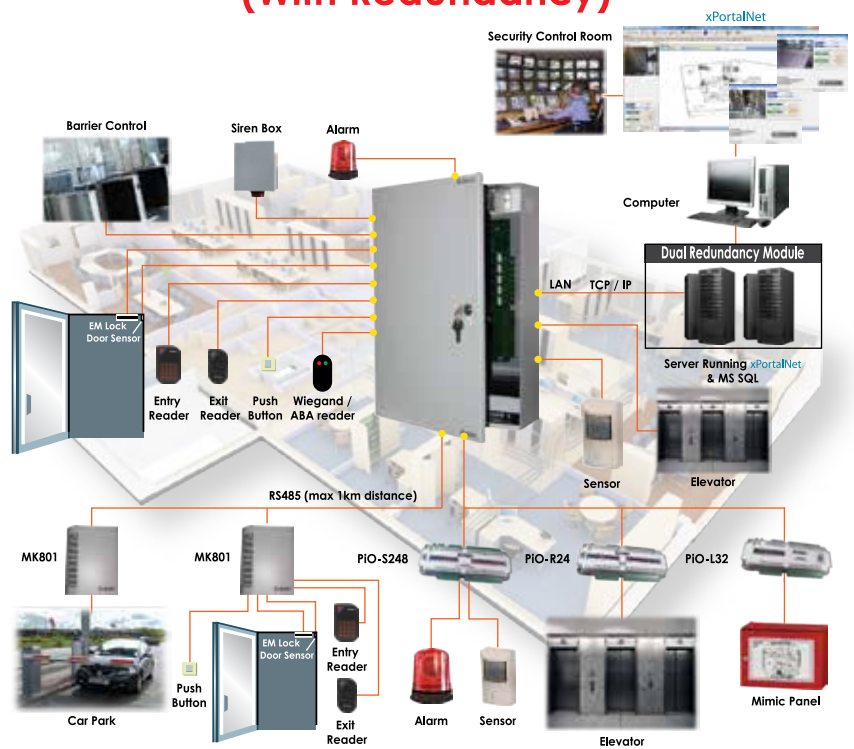 (With Redundancy)
xPortalNet
Security Control Room
Barrier Control
Siren Box
Alarm
Computer
Dual Redundancy Module
LAN
TCP / IP
EM Lock
Door Sensor
Server Running xPortalNet
& MS SQL
Entry
Reader
Exit
Reader
Push
Button
Wiegand /
ABA reader
Sensor
Elevator
RS485 (max 1km distance)
MK801
MK801
PiO-S248
PiO-R24
PiO-L32
EM Lock
Door Sensor
Entry
Reader
Push
Button
Exit
Reader
Car Park
Alarm
Sensor
Elevator
Mimic Panel